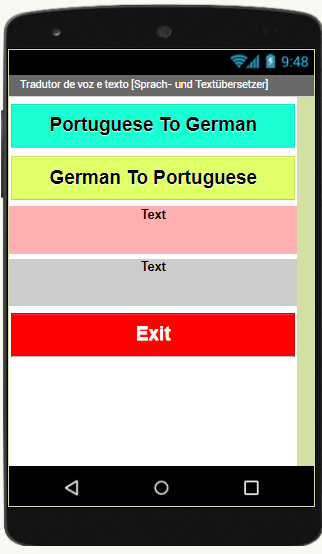 9:48
Tradutor de voz e texto [Sprach- und Textübersetzer]
Portuguese To German
German To Portuguese
Text
Text
Exit